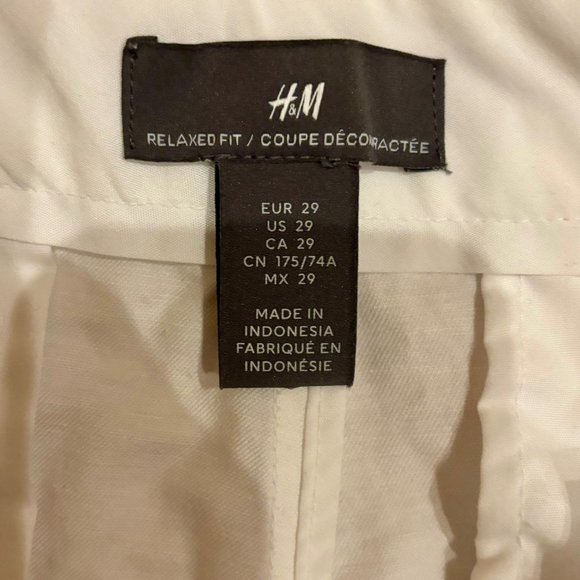 H&M
RELAXED FIT / COUPE DÉCONTRACTÉE
EUR 29
US 29
CA 29
CN 175/74A
MX 29
MADE IN
INDONESIA
FABRIQUÉ EN
INDONÉSIE